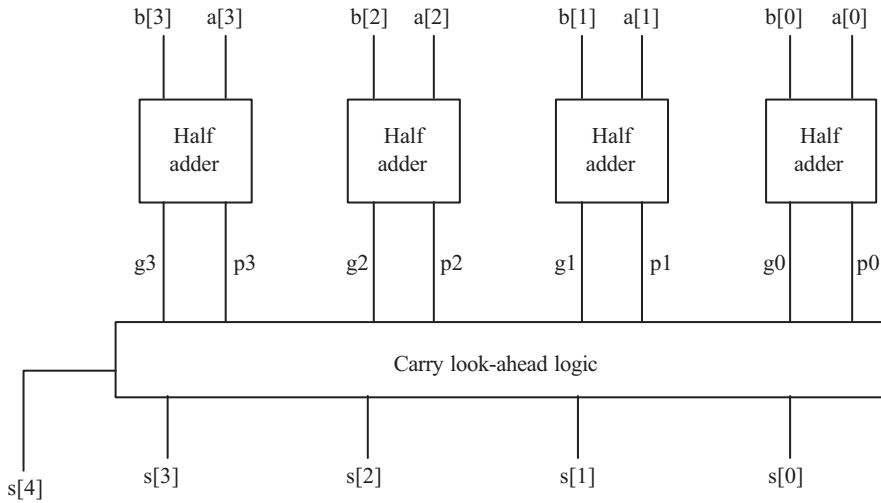 b[3] a[3] b[2] a[2] b[1] a[1] b[0] a[0]
Half adder
Half adder
Half adder
Half adder
g3 p3 g2 p2 g1 p1 g0 p0
Carry look-ahead logic
s[4] s[3] s[2] s[1] s[0]